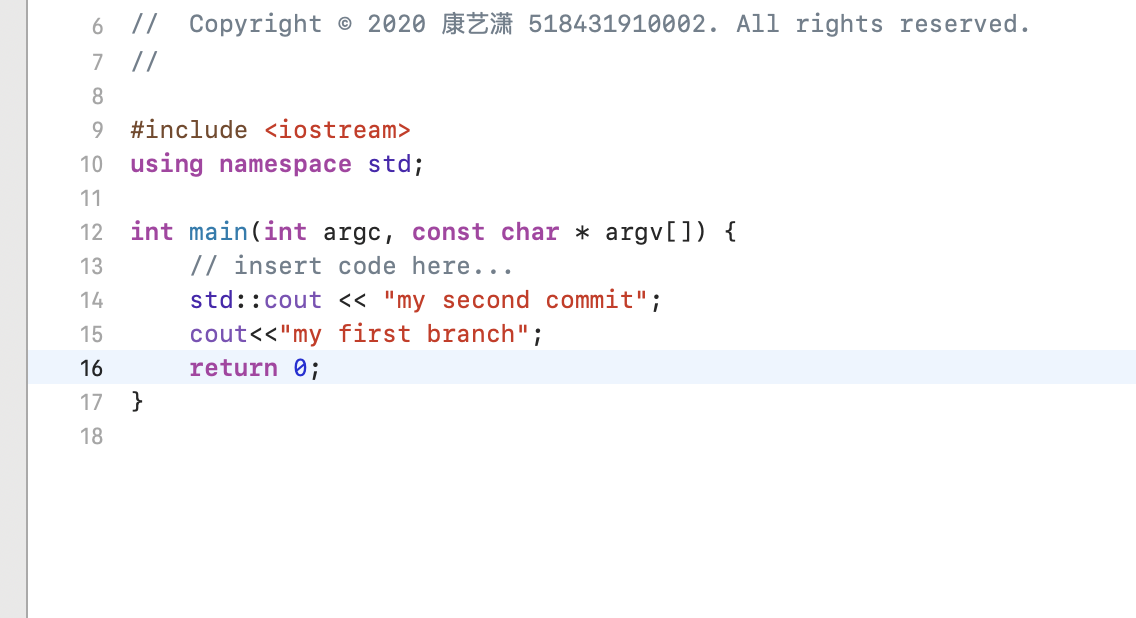 6 //  Copyright © 2020 康艺潇 518431910002. All rights reserved.
7 //
8
9 #include <iostream>
10 using namespace std;
11
12 int main(int argc, const char * argv[]) {
13     // insert code here...
14     std::cout << "my second commit";
15     cout<<"my first branch";
16     return 0;
17 }
18